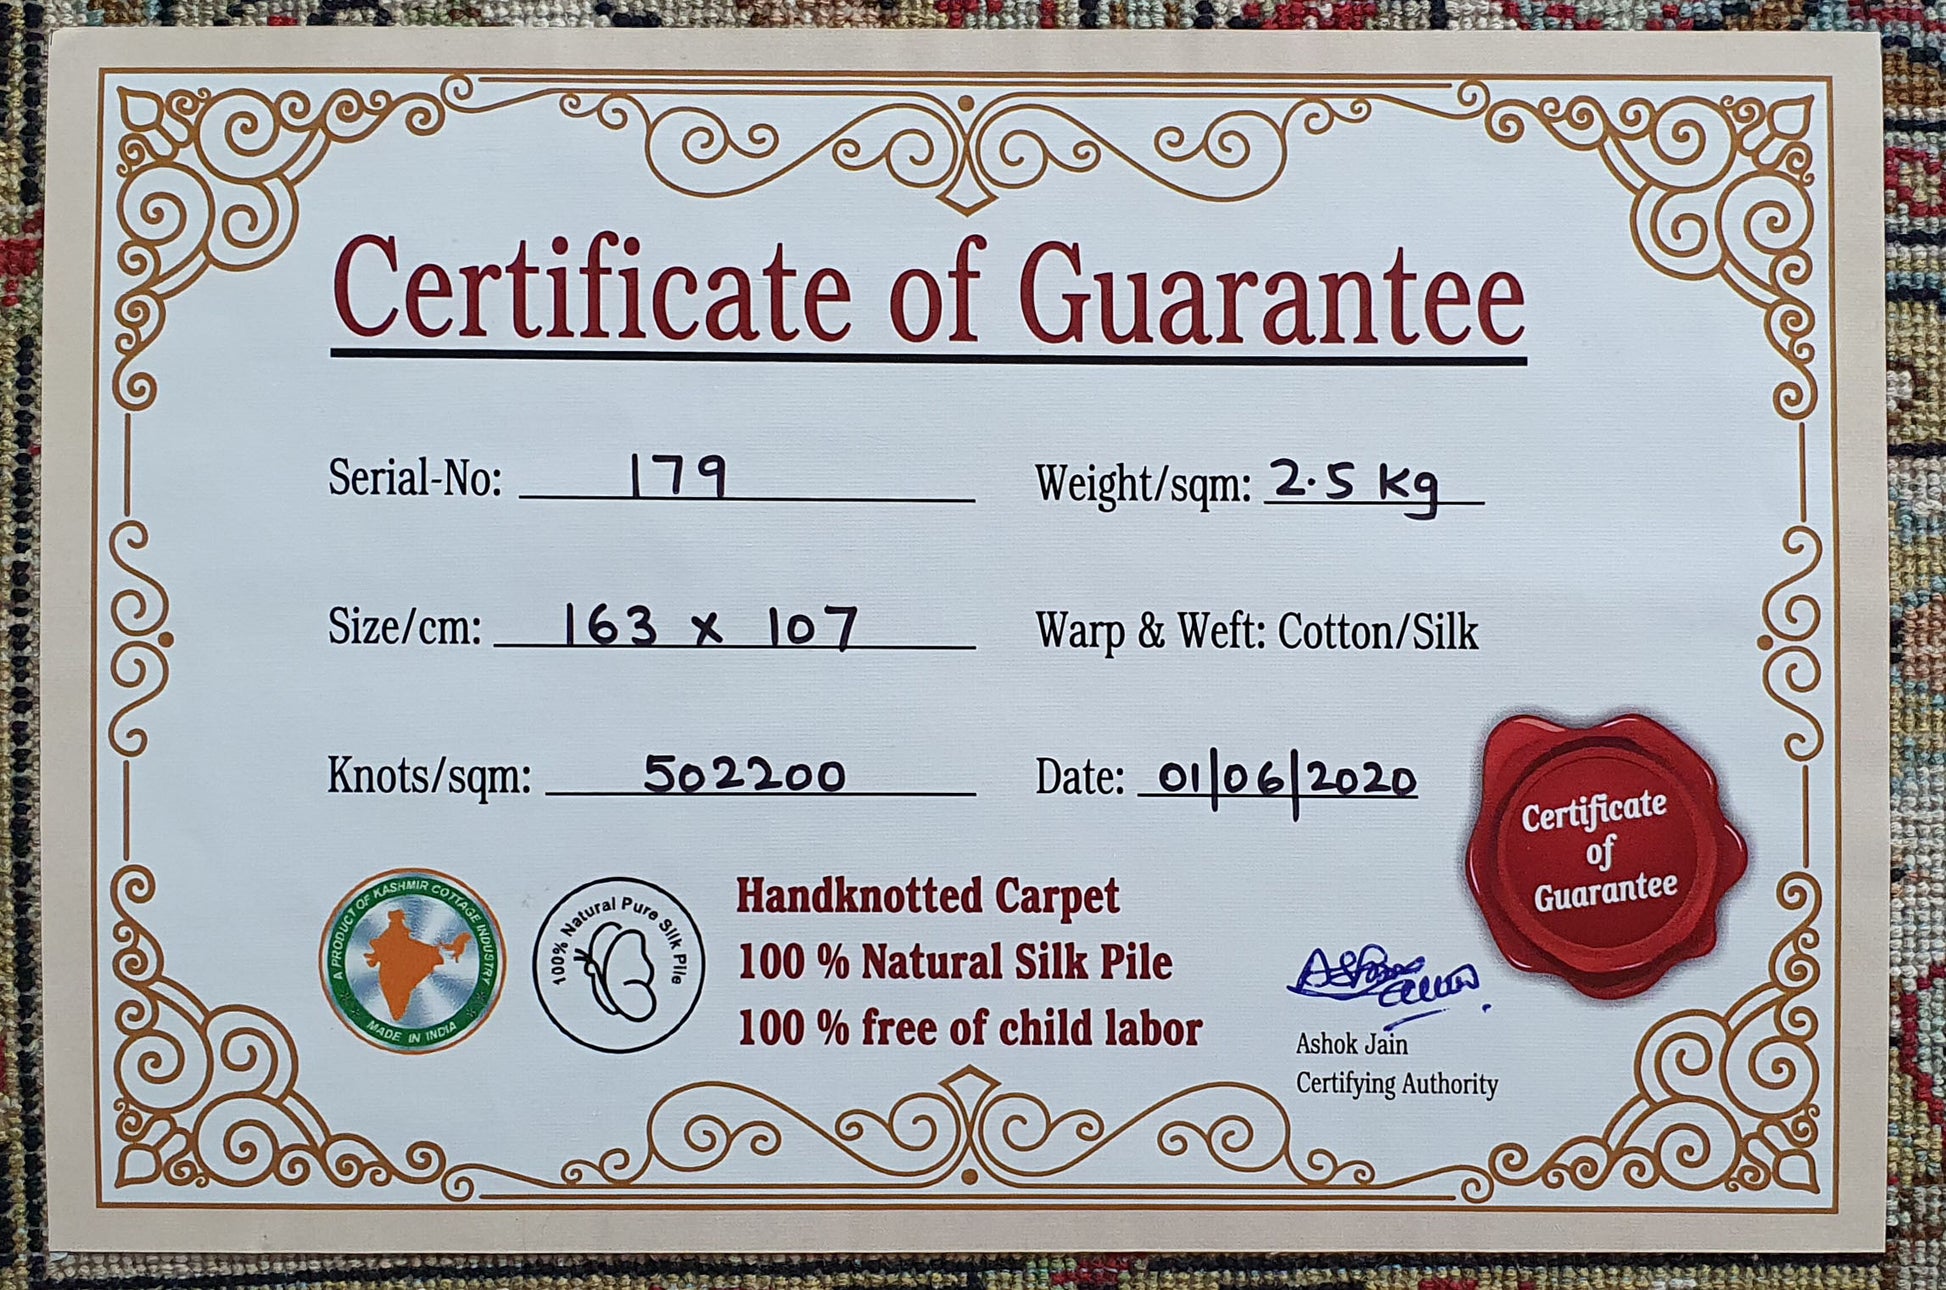 Certificate of Guarantee
Serial-No: 179
Weight/sqm: 2.5 Kg
Size/cm: 163 x 107
Warp & Weft: Cotton/Silk
Knots/sqm: 502200
Date: 01/06/2020
Certificate
of
Guarantee
A PRODUCT OF KASHMIR COTTAGE INDUSTRY
MADE IN INDIA
100% Natural Pure Silk Pile
Handknotted Carpet
100 % Natural Silk Pile
100 % free of child labor
Ashok Jain
Certifying Authority